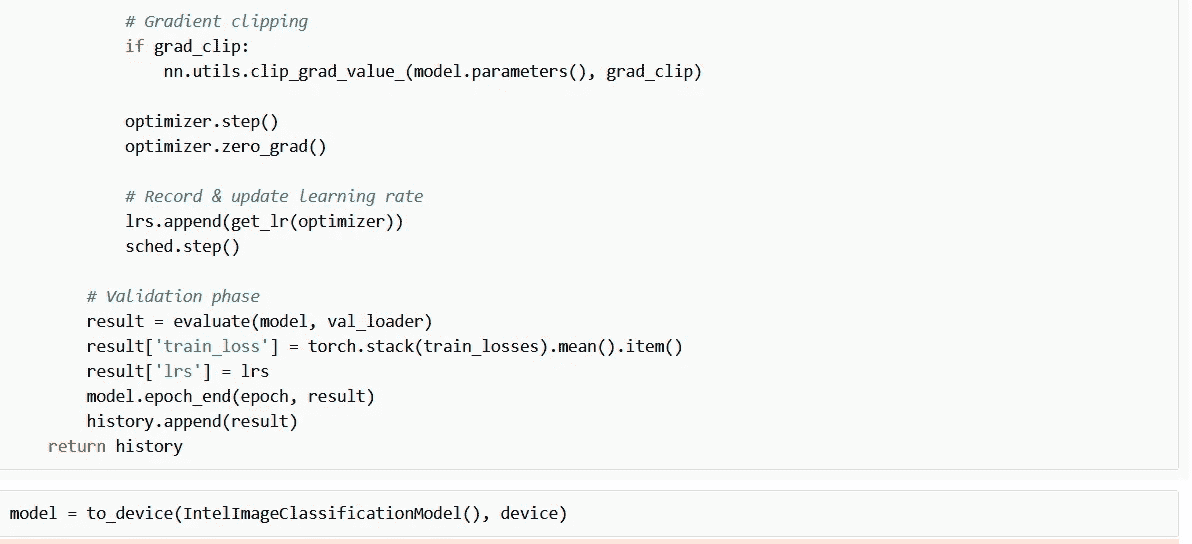 # Gradient clipping
if grad_clip:
nn.utils.clip_grad_value_(model.parameters(), grad_clip)
optimizer.step()
optimizer.zero_grad()
# Record & update learning rate
lrs.append(get_lr(optimizer))
sched.step()
# Validation phase
result = evaluate(model, val_loader)
result['train_loss'] = torch.stack(train_losses).mean().item()
result['lrs'] = lrs
model.epoch_end(epoch, result)
history.append(result)
return history
model = to_device(IntelImageClassificationModel(), device)